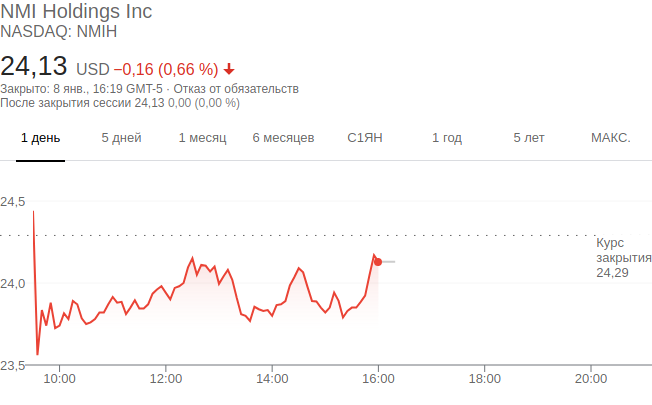 NMI Holdings Inc
NASDAQ: NMIH
24,13 USD −0,16 (0,66 %)
Закрыто: 8 янв., 16:19 GMT-5 · Отказ от обязательств
После закрытия сессии 24,13 0,00 (0,00 %)
1 день 5 дней 1 месяц 6 месяцев С1ЯН 1 год 5 лет МАКС.
24,5
Курс
закрытия
24,29
24,0
23,5
10:00 12:00 14:00 16:00 18:00 20:00